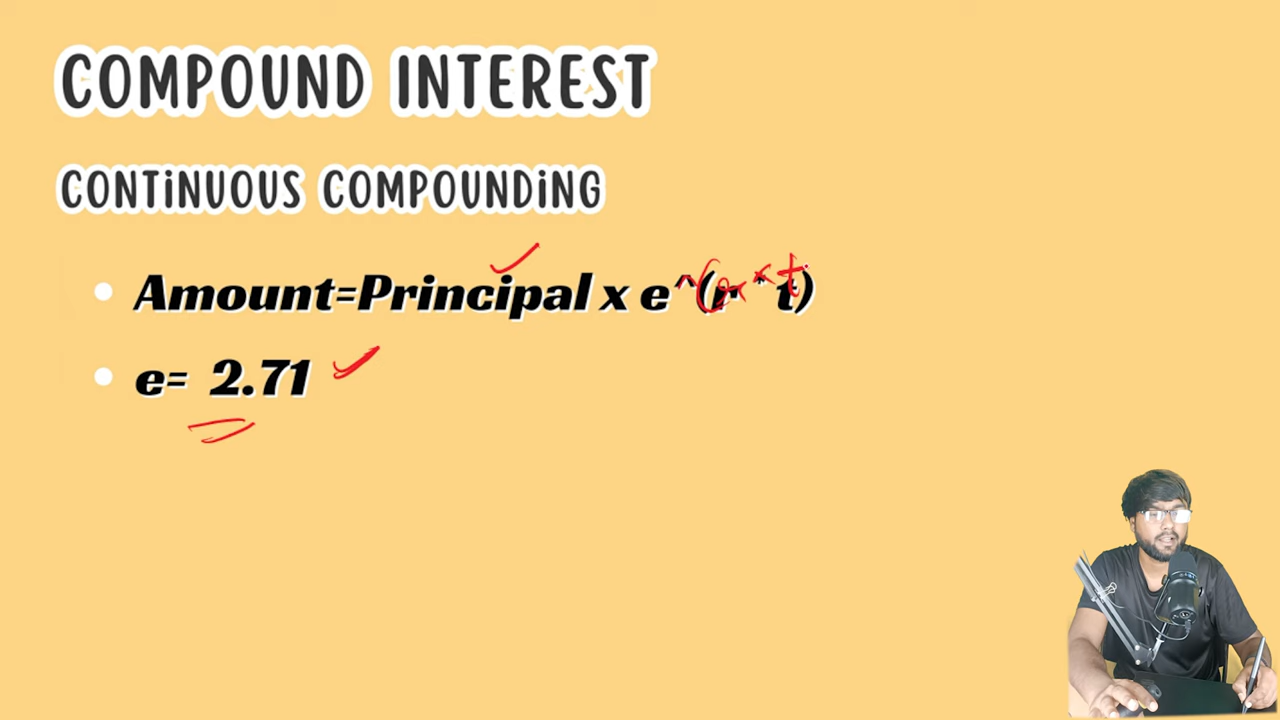 COMPOUND INTEREST
CONTINUOUS COMPOUNDING
Amount=Principal x e^(r * t)
e= 2.71